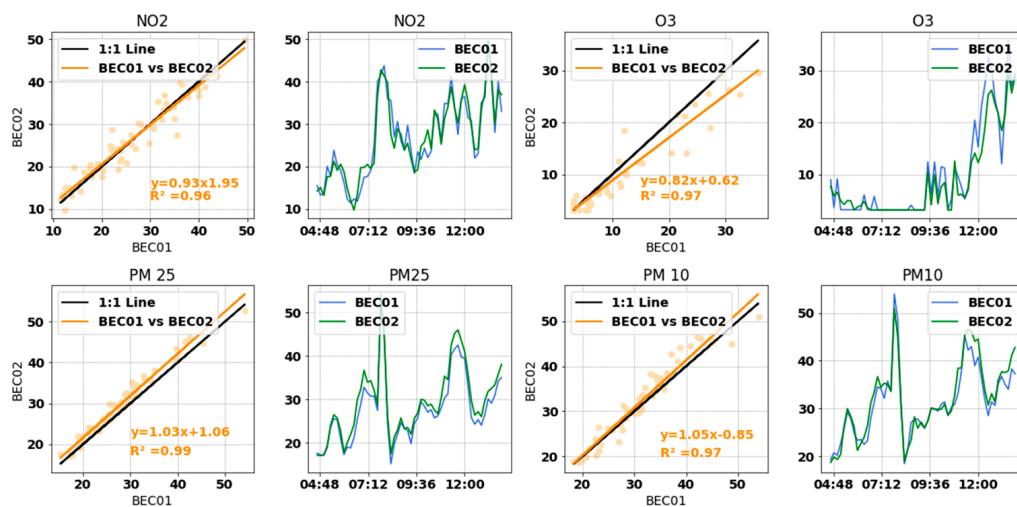 NO2
50
40
30
20
10
10
20
30
40
50
BEC02
BEC01
1:1 Line
BEC01 vs BEC02
y=0.93x1.95
R² =0.96
NO2
50
40
30
20
10
04:48
07:12
09:36
12:00
BEC01
BEC02
O3
30
20
10
10
20
30
BEC02
BEC01
1:1 Line
BEC01 vs BEC02
y=0.82x+0.62
R² =0.97
O3
30
20
10
04:48
07:12
09:36
12:00
BEC01
BEC02
PM 25
50
40
30
20
20
30
40
50
BEC02
BEC01
1:1 Line
BEC01 vs BEC02
y=1.03x+1.06
R² =0.99
PM25
50
40
30
20
04:48
07:12
09:36
12:00
BEC01
BEC02
PM 10
50
40
30
20
20
30
40
50
BEC02
BEC01
1:1 Line
BEC01 vs BEC02
y=1.05x-0.85
R² =0.97
PM10
50
40
30
20
04:48
07:12
09:36
12:00
BEC01
BEC02